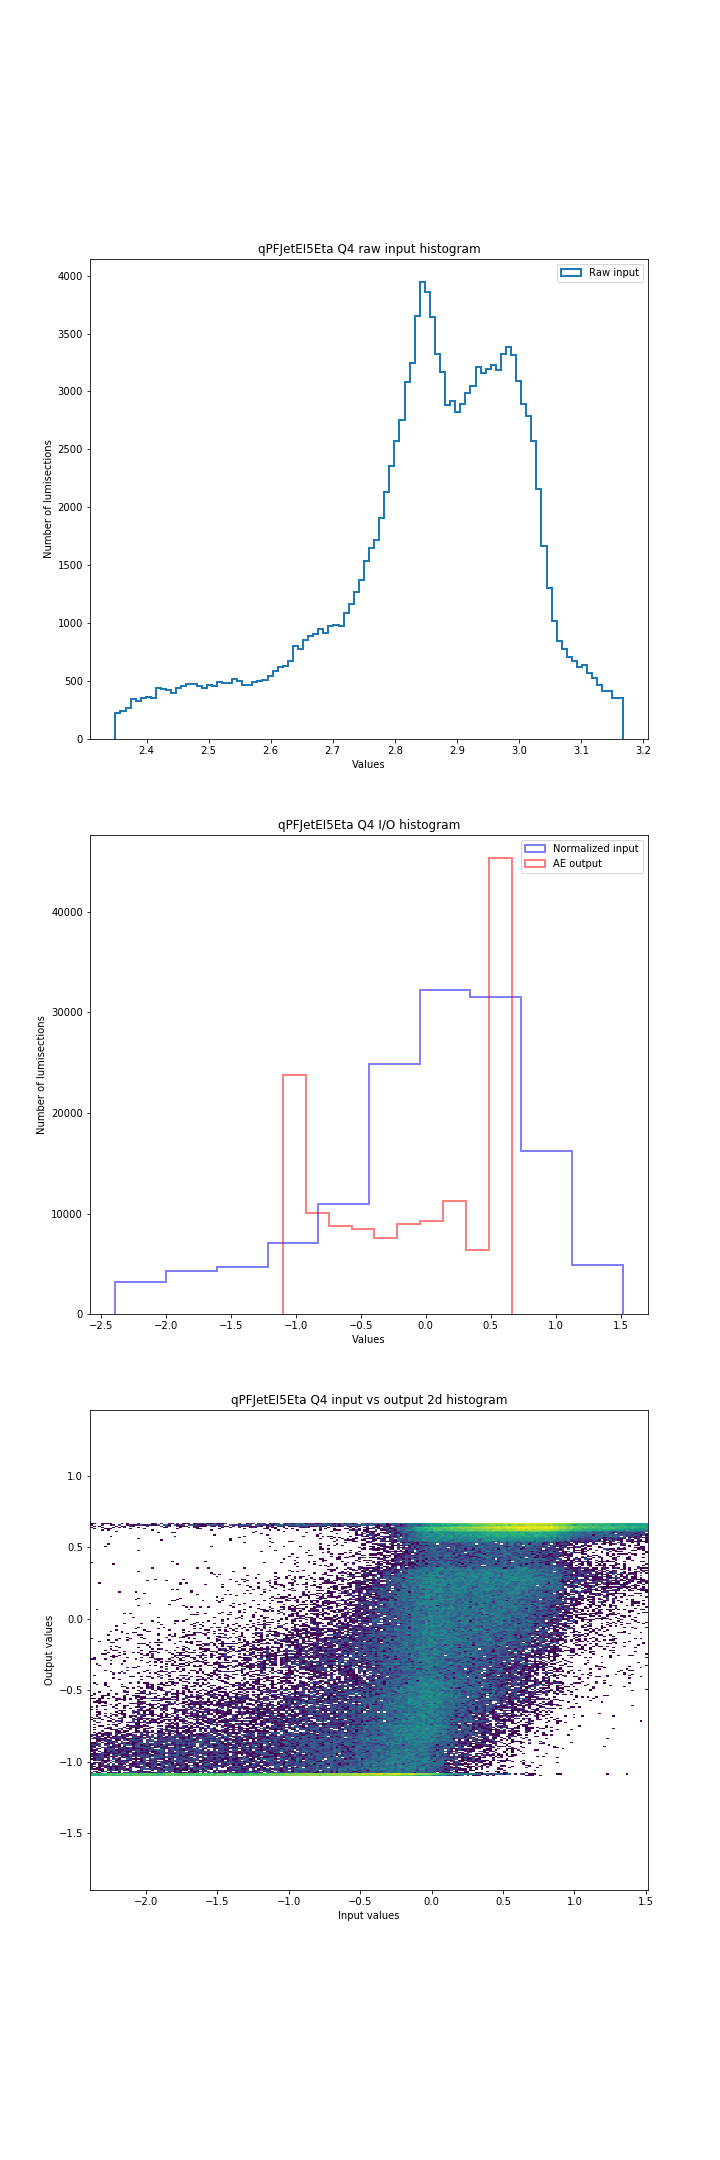 qPFJetEI5Eta Q4 raw input histogram
Raw input
4000
3500
3000
2500
2000
1500
1000
500
0
Number of lumisections
2.4 2.5 2.6 2.7 2.8 2.9 3.0 3.1 3.2
Values
qPFJetEI5Eta Q4 I/O histogram
Normalized input
AE output
40000
30000
20000
10000
0
Number of lumisections
−2.5 −2.0 −1.5 −1.0 −0.5 0.0 0.5 1.0 1.5
Values
qPFJetEI5Eta Q4 input vs output 2d histogram
1.0
0.5
0.0
−0.5
−1.0
−1.5
Output values
−2.0 −1.5 −1.0 −0.5 0.0 0.5 1.0 1.5
Input values